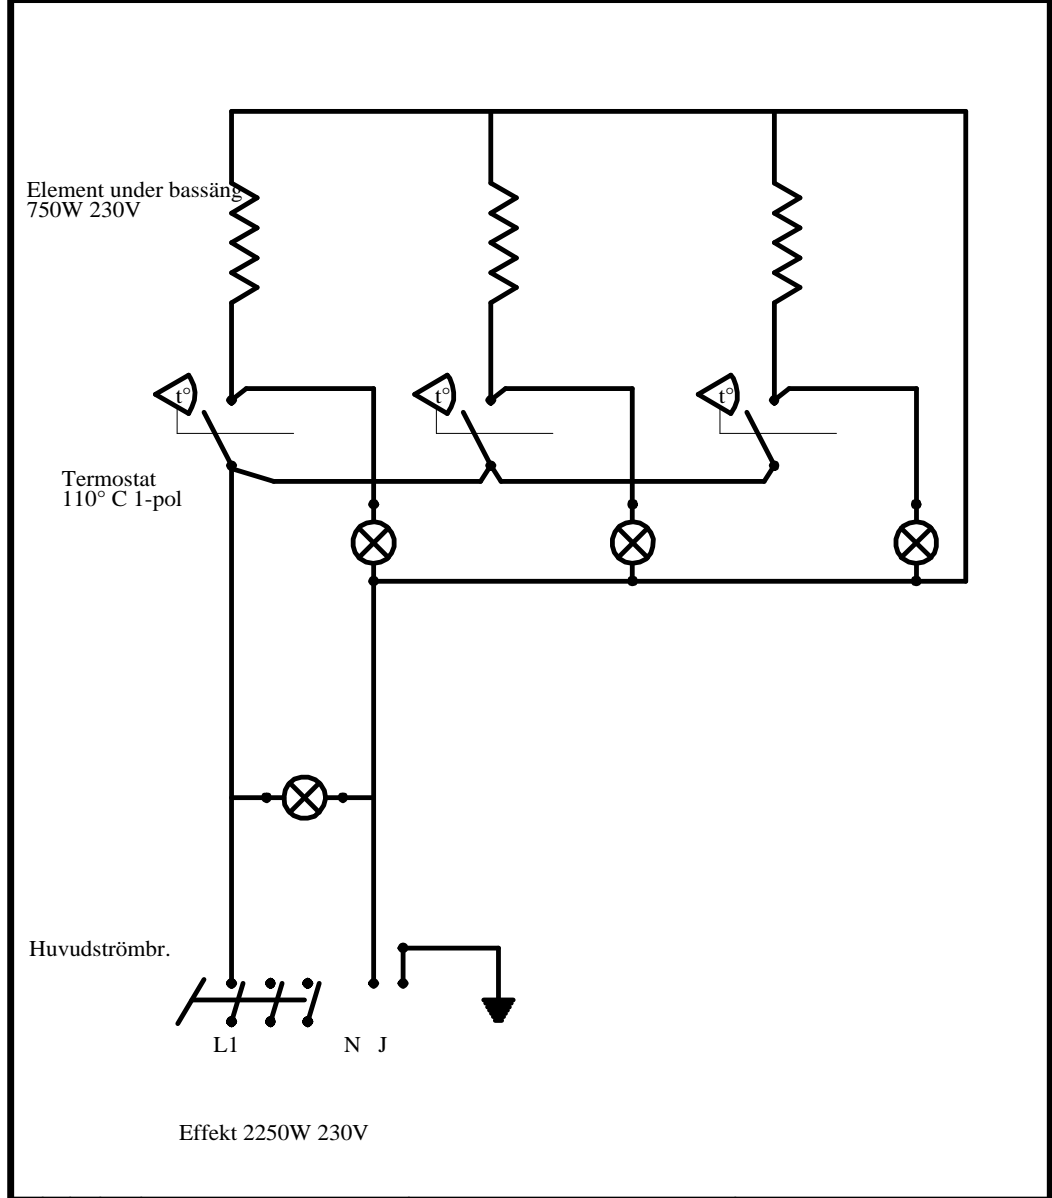 Element under bassäng
750W 230V
t° t° t°
Termostat
110° C 1-pol
Huvudströmbr.
L1 N J
Effekt 2250W 230V